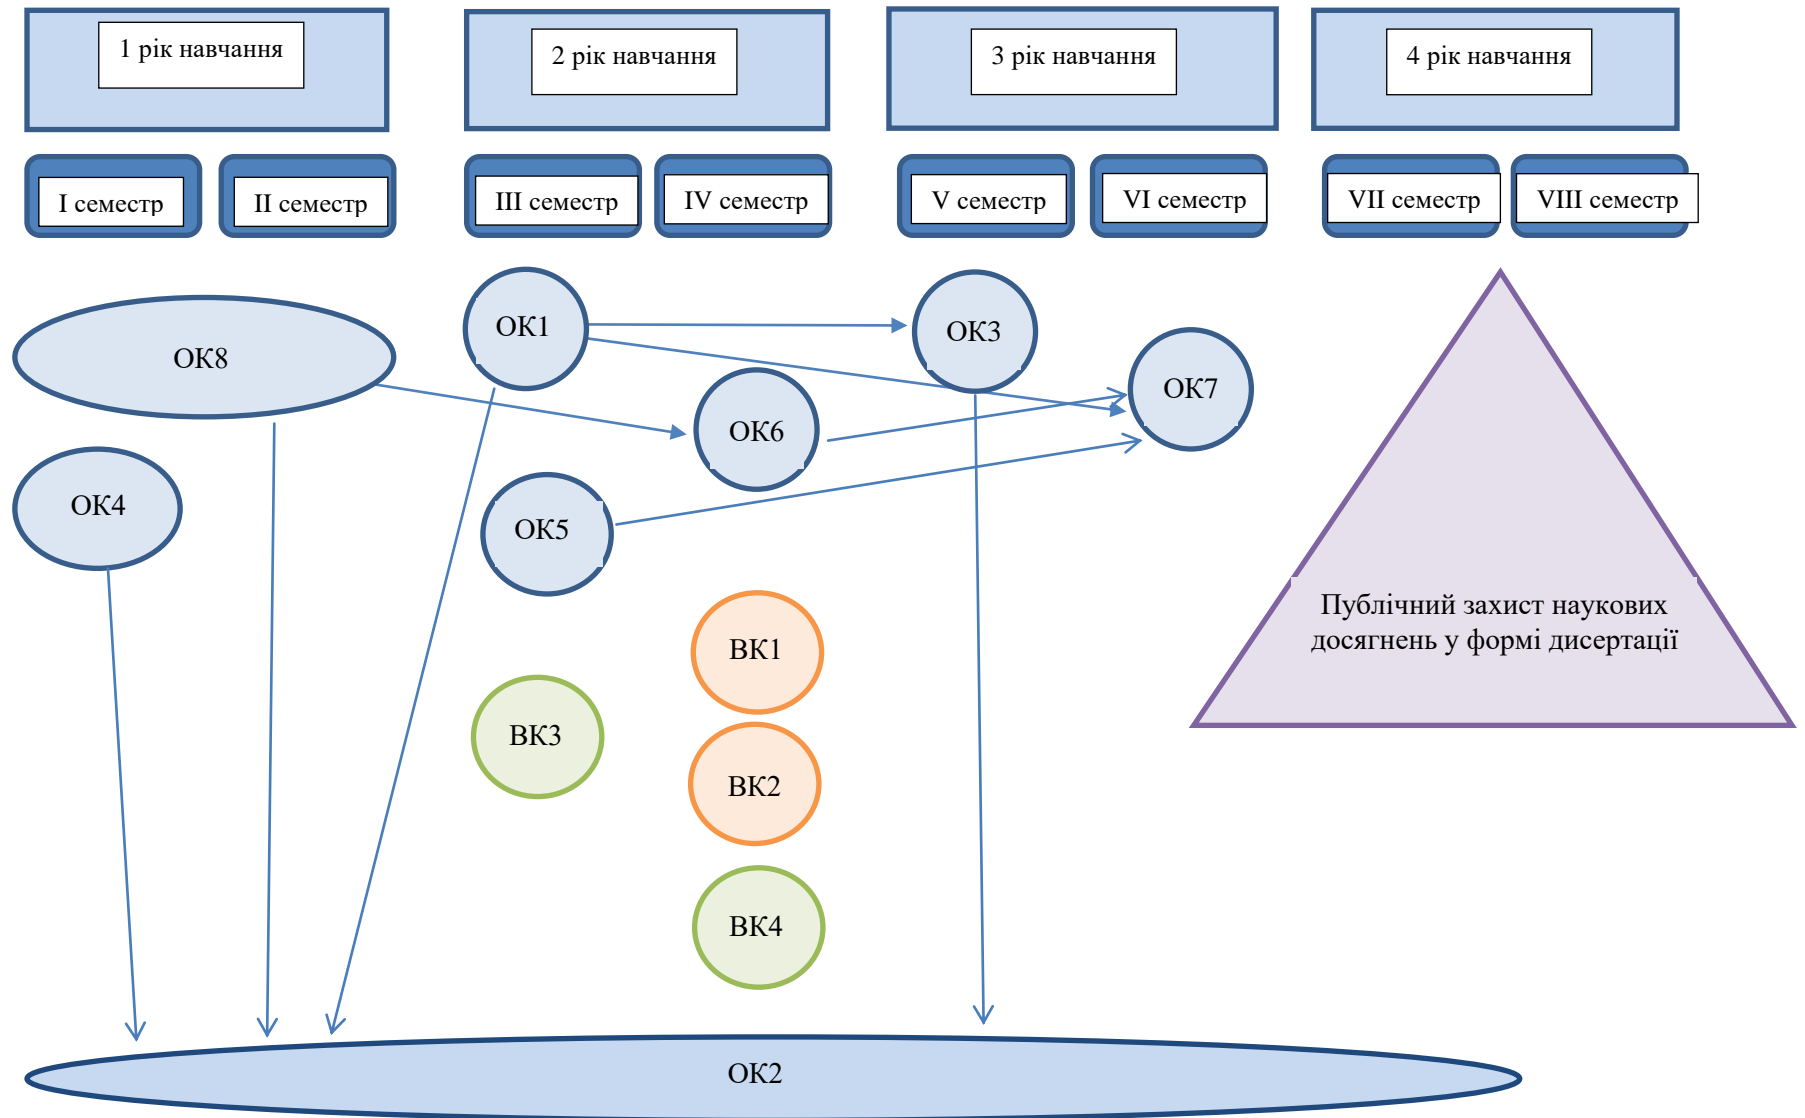 1 рік навчання
2 рік навчання
3 рік навчання
4 рік навчання
I семестр
II семестр
III семестр
IV семестр
V семестр
VI семестр
VII семестр
VIII семестр
ОК8
ОК1
ОК3
ОК7
ОК6
ОК4
ОК5
Публічний захист наукових
досягнень у формі дисертації
ВК1
ВК3
ВК2
ВК4
ОК2